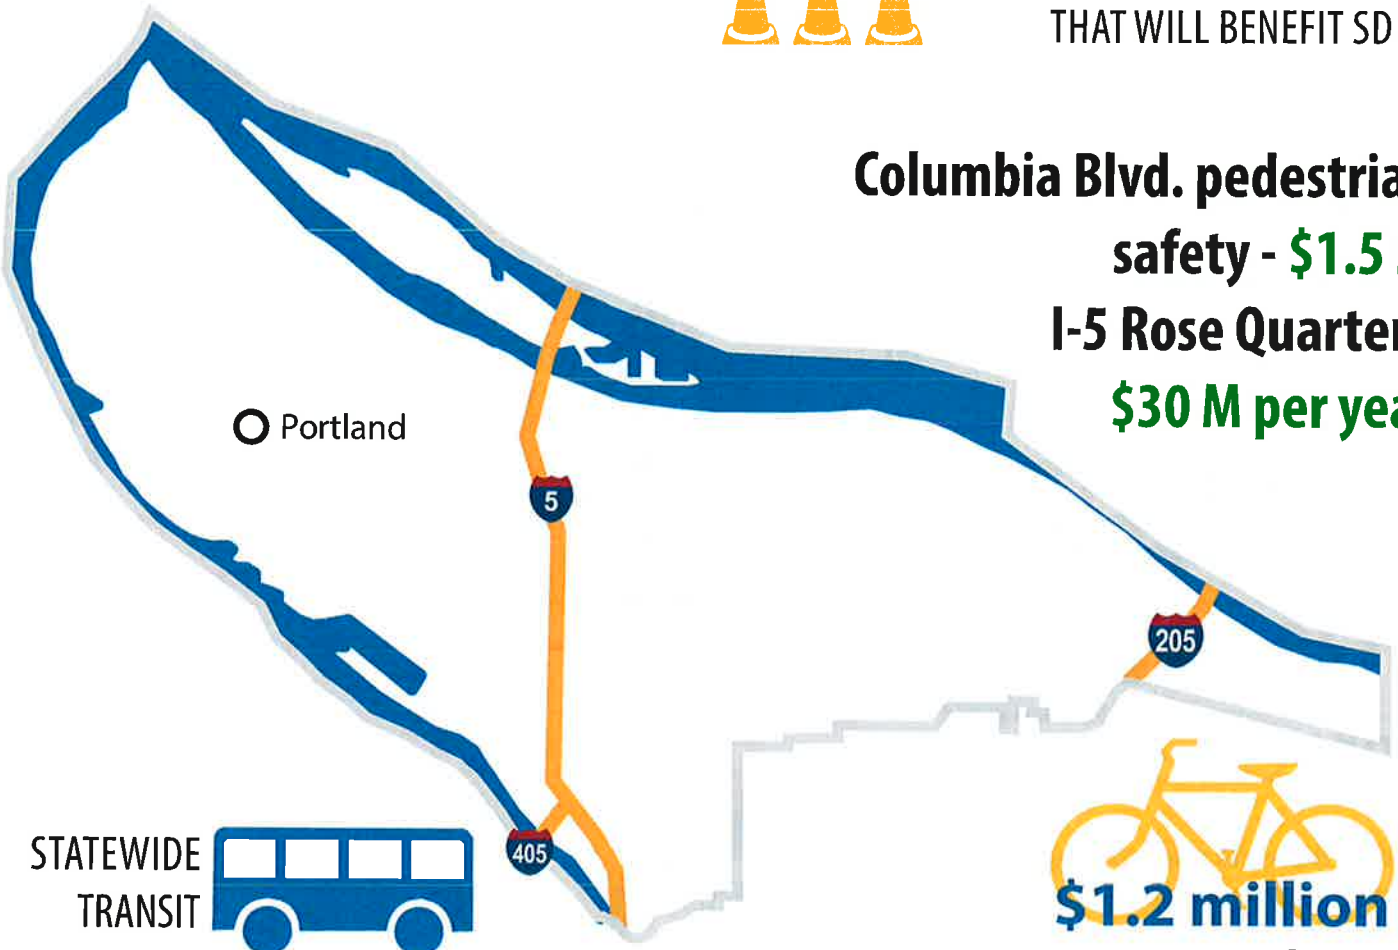 THAT WILL BENEFIT SD
Columbia Blvd. pedestria
safety - $1.5
I-5 Rose Quarter
$30 M per yea
Portland
5
205
405
STATEWIDE
TRANSIT
$1.2 million